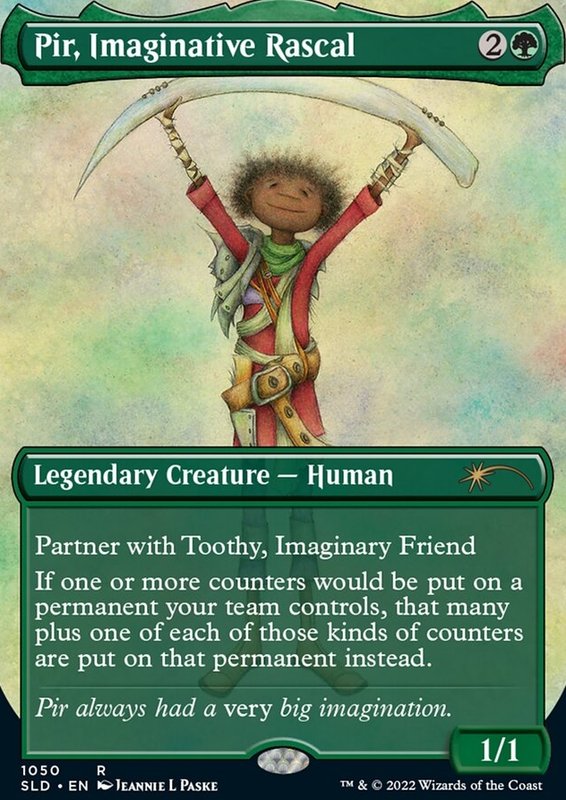 Pir, Imaginative Rascal 2
Legendary Creature — Human
Partner with Toothy, Imaginary Friend
If one or more counters would be put on a
permanent your team controls, that many
plus one of each of those kinds of counters
are put on that permanent instead.
Pir always had a very big imagination.
1/1
1050 R
SLD • EN Jeannie L Paske
™ & © 2022 Wizards of the Coast